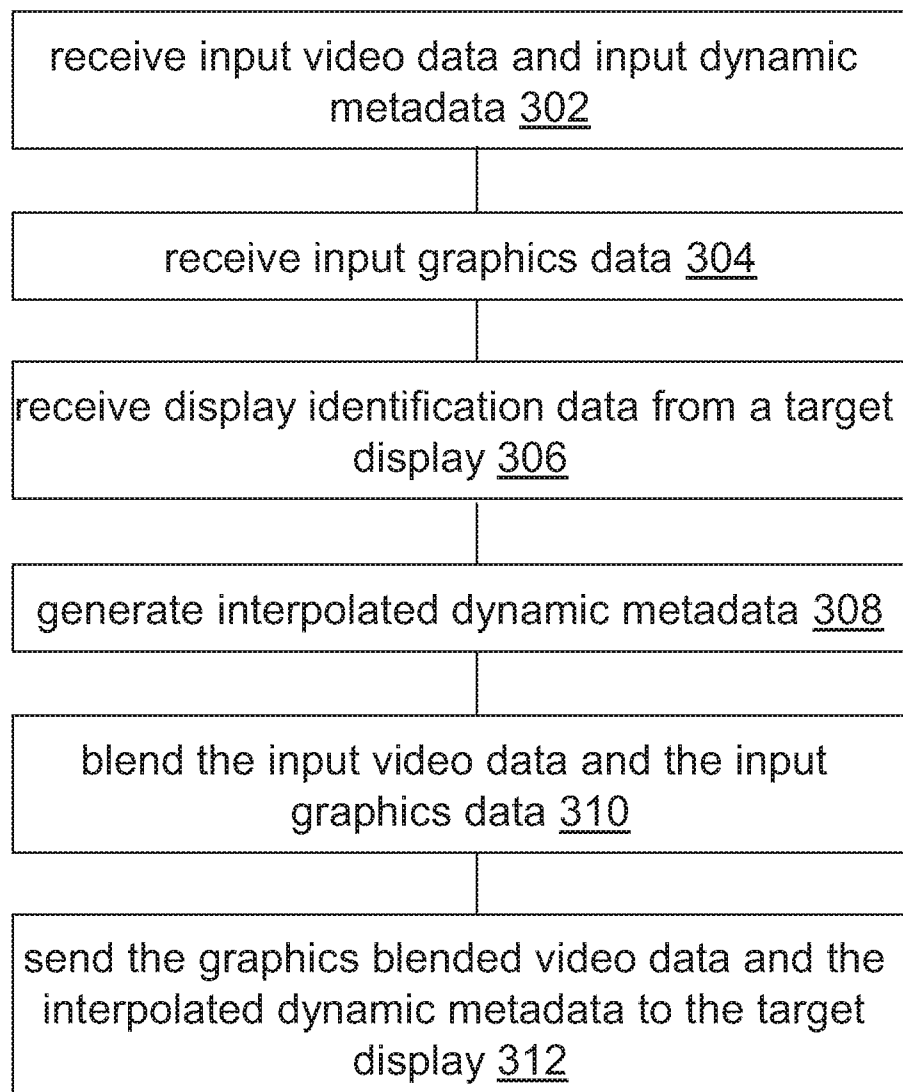 receive input video data and input dynamic
metadata 302
receive input graphics data 304
receive display identification data from a target
display 306
generate interpolated dynamic metadata 308
blend the input video data and the input
graphics data 310
send the graphics blended video data and the
interpolated dynamic metadata to the target
display 312